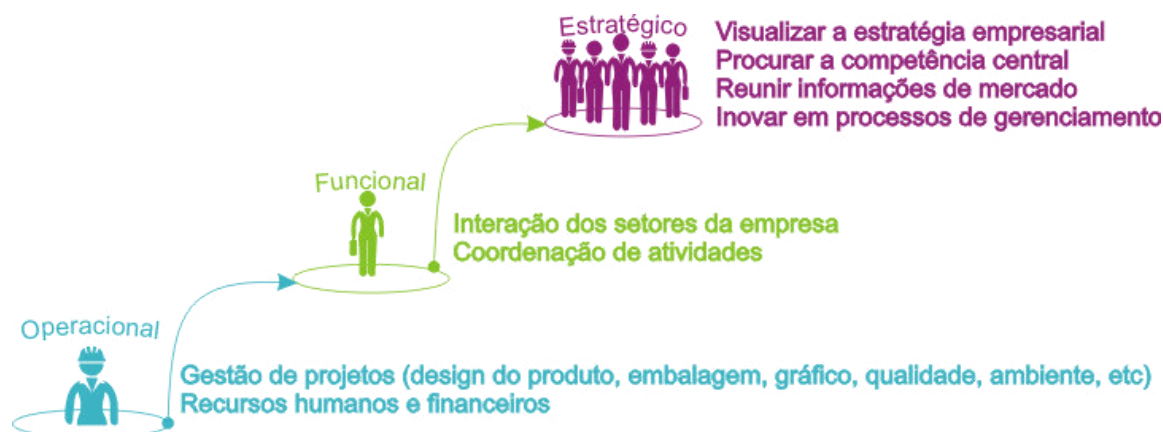 Estratégico
Visualizar a estratégia empresarial
Procurar a competência central
Reunir informações de mercado
Inovar em processos de gerenciamento
Funcional
Interação dos setores da empresa
Coordenação de atividades
Operacional
Gestão de projetos (design do produto, embalagem, gráfico, qualidade, ambiente, etc)
Recursos humanos e financeiros